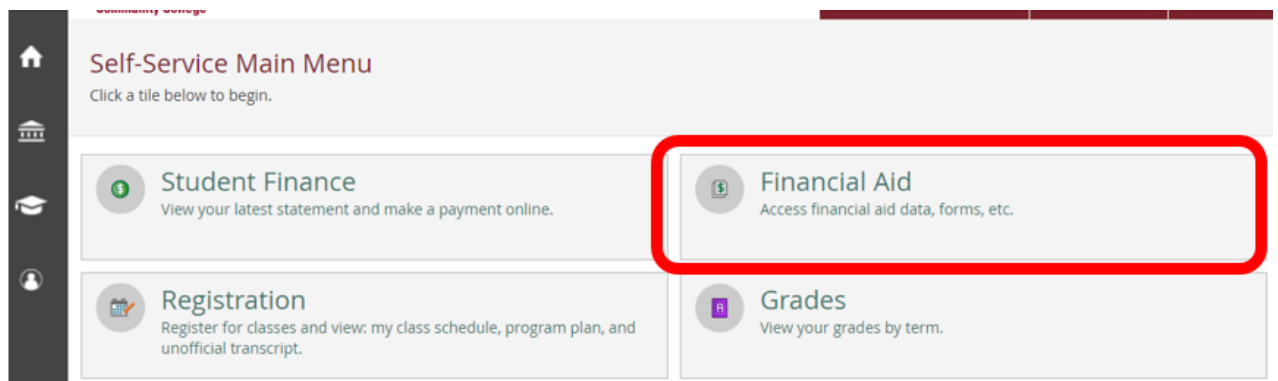 Community College
Self-Service Main Menu
Click a tile below to begin.
Student Finance
View your latest statement and make a payment online.
Financial Aid
Access financial aid data, forms, etc.
Registration
Register for classes and view: my class schedule, program plan, and
unofficial transcript.
Grades
View your grades by term.